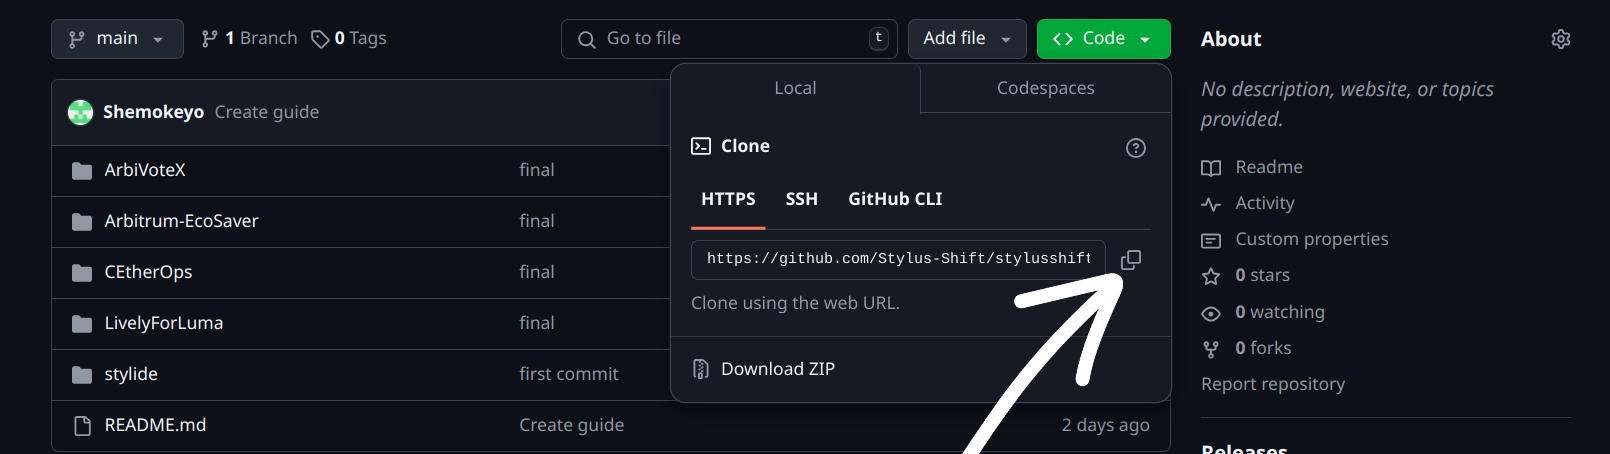 main 1 Branch 0 Tags Go to file t Add file Code
Shemokeyo Create guide
ArbiVoteX final
Arbitrum-EcoSaver final
CEtherOps final
LivelyForLuma final
stylide first commit
README.md Create guide 2 days ago
Local Codespaces
Clone
HTTPS SSH GitHub CLI
https://github.com/Stylus-Shift/stylusshift
Clone using the web URL.
Download ZIP
About
No description, website, or topics
provided.
Readme
Activity
Custom properties
0 stars
0 watching
0 forks
Report repository
Releases